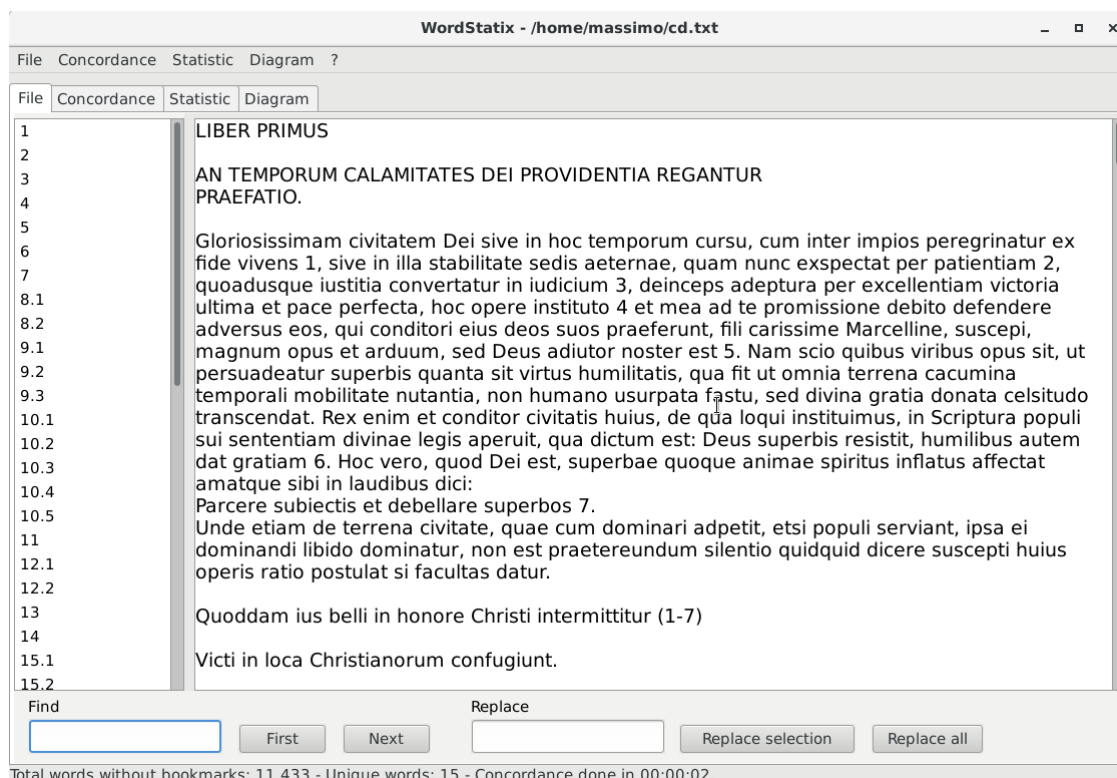 WordStatix - /home/massimo/cd.txt
File Concordance Statistic Diagram ?
File Concordance Statistic Diagram
1
2
3
4
5
6
7
8.1
8.2
9.1
9.2
9.3
10.1
10.2
10.3
10.4
10.5
11
12.1
12.2
13
14
15.1
15.2
LIBER PRIMUS
AN TEMPORUM CALAMITATES DEI PROVIDENTIA REGANTUR
PRAEFATIO.
Gloriosissimam civitatem Dei sive in hoc temporum cursu, cum inter impios peregrinatur ex
fide vivens 1, sive in illa stabilitate sedis aeternae, quam nunc exspectat per patientiam 2,
quoadusque iustitia convertatur in iudicium 3, deinceps adeptura per excellentiam victoria
ultima et pace perfecta, hoc opere instituto 4 et mea ad te promissione debito defendere
adversus eos, qui conditori eius deos suos praeferunt, fili carissime Marcelline, suscepi,
magnum opus et arduum, sed Deus adiutor noster est 5. Nam scio quibus viribus opus sit, ut
persuadeatur superbis quanta sit virtus humilitatis, qua fit ut omnia terrena cacumina
temporali mobilitate nutantia, non humano usurpata fastu, sed divina gratia donata celsitudo
transcendat. Rex enim et conditor civitatis huius, de qua loqui instituimus, in Scriptura populi
sui sententiam divinae legis aperuit, qua dictum est: Deus superbis resistit, humilibus autem
dat gratiam 6. Hoc vero, quod Dei est, superbae quoque animae spiritus inflatus affectat
amatque sibi in laudibus dici:
Parcere subiectis et debellare superbos 7.
Unde etiam de terrena civitate, quae cum dominari adpetit, etsi populi serviant, ipsa ei
dominandi libido dominatur, non est praetereundum silentio quidquid dicere suscepti huius
operis ratio postulat si facultas datur.
Quoddam ius belli in honore Christi intermittitur (1-7)
Victi in loca Christianorum confugiunt.
Find
Replace
First
Next
Replace selection
Replace all
Total words without bookmarks: 11.433 - Unique words: 15 - Concordance done in 00:00:02